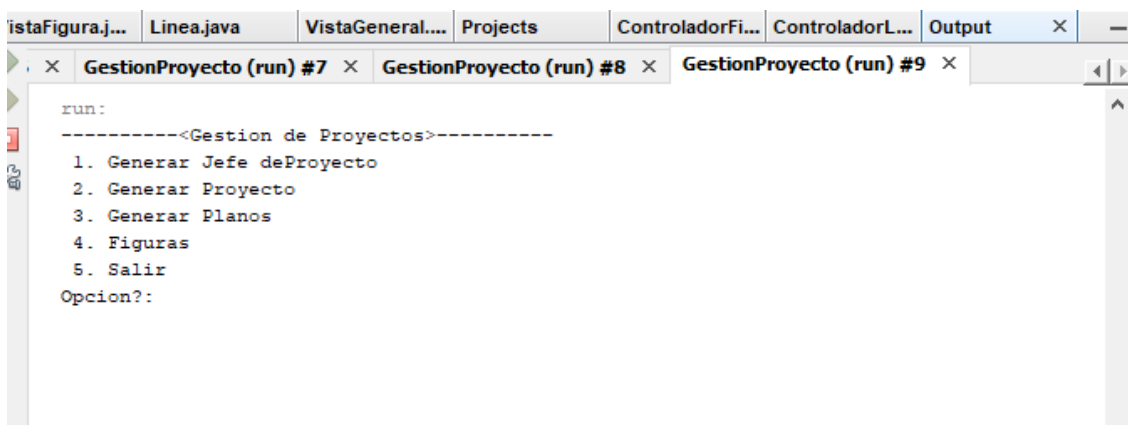 istaFigura.j... Linea.java VistaGeneral.... Projects ControladorFi... ControladorL... Output
GestionProyecto (run) #7 GestionProyecto (run) #8 GestionProyecto (run) #9
run:
----------<Gestion de Proyectos>----------
1. Generar Jefe deProyecto
2. Generar Proyecto
3. Generar Planos
4. Figuras
5. Salir
Opcion?: